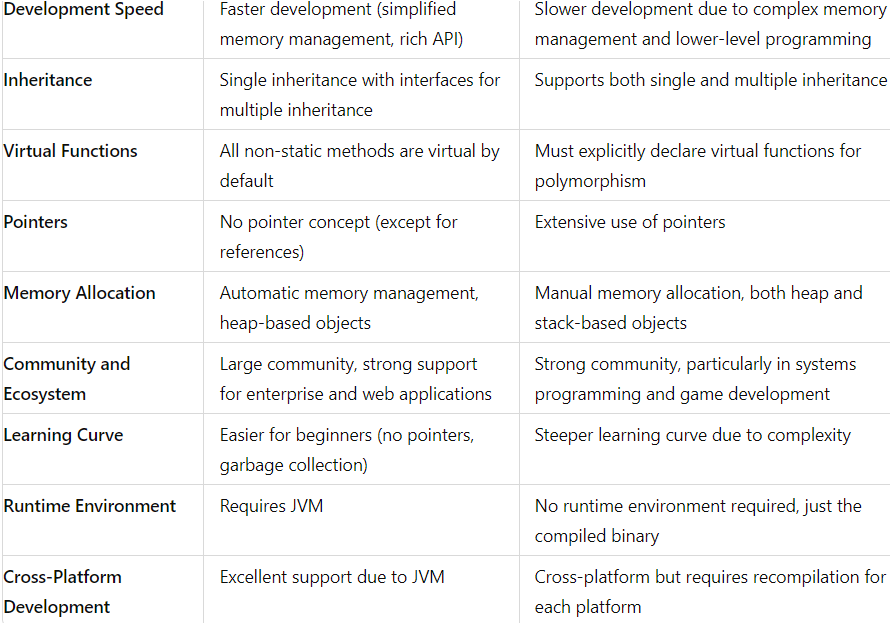 Development Speed
Faster development (simplified
memory management, rich API)
Slower development due to complex memory
management and lower-level programming
Inheritance
Single inheritance with interfaces for
multiple inheritance
Supports both single and multiple inheritance
Virtual Functions
All non-static methods are virtual by
default
Must explicitly declare virtual functions for
polymorphism
Pointers
No pointer concept (except for
references)
Extensive use of pointers
Memory Allocation
Automatic memory management,
heap-based objects
Manual memory allocation, both heap and
stack-based objects
Community and
Ecosystem
Large community, strong support
for enterprise and web applications
Strong community, particularly in systems
programming and game development
Learning Curve
Easier for beginners (no pointers,
garbage collection)
Steeper learning curve due to complexity
Runtime Environment
Requires JVM
No runtime environment required, just the
compiled binary
Cross-Platform
Development
Excellent support due to JVM
Cross-platform but requires recompilation for
each platform